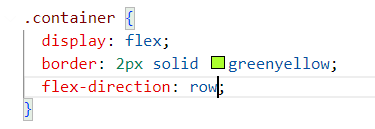 .container {
  display: flex;
  border: 2px solid greenyellow;
  flex-direction: row;
}